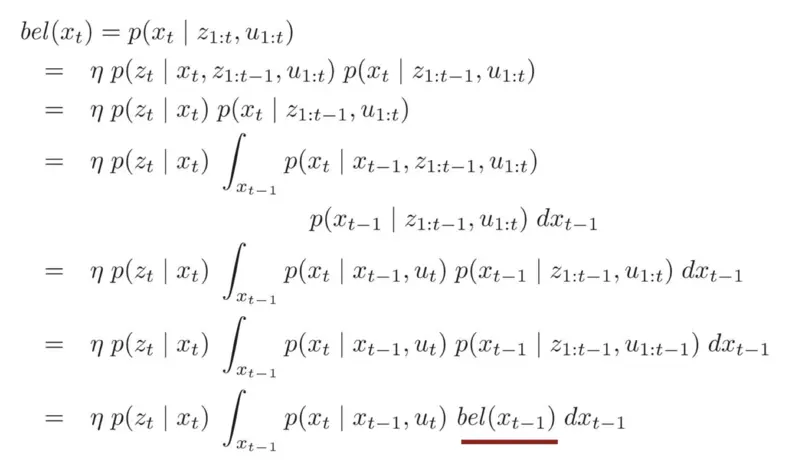 bel(x_t) = p(x_t | z_{1:t}, u_{1:t})
= η p(z_t | x_t, z_{1:t−1}, u_{1:t}) p(x_t | z_{1:t−1}, u_{1:t})
= η p(z_t | x_t) p(x_t | z_{1:t−1}, u_{1:t})
= η p(z_t | x_t) ∫_{x_{t−1}} p(x_t | x_{t−1}, z_{1:t−1}, u_{1:t})
p(x_{t−1} | z_{1:t−1}, u_{1:t}) dx_{t−1}
= η p(z_t | x_t) ∫_{x_{t−1}} p(x_t | x_{t−1}, u_t) p(x_{t−1} | z_{1:t−1}, u_{1:t}) dx_{t−1}
= η p(z_t | x_t) ∫_{x_{t−1}} p(x_t | x_{t−1}, u_t) p(x_{t−1} | z_{1:t−1}, u_{1:t−1}) dx_{t−1}
= η p(z_t | x_t) ∫_{x_{t−1}} p(x_t | x_{t−1}, u_t) bel(x_{t−1}) dx_{t−1}